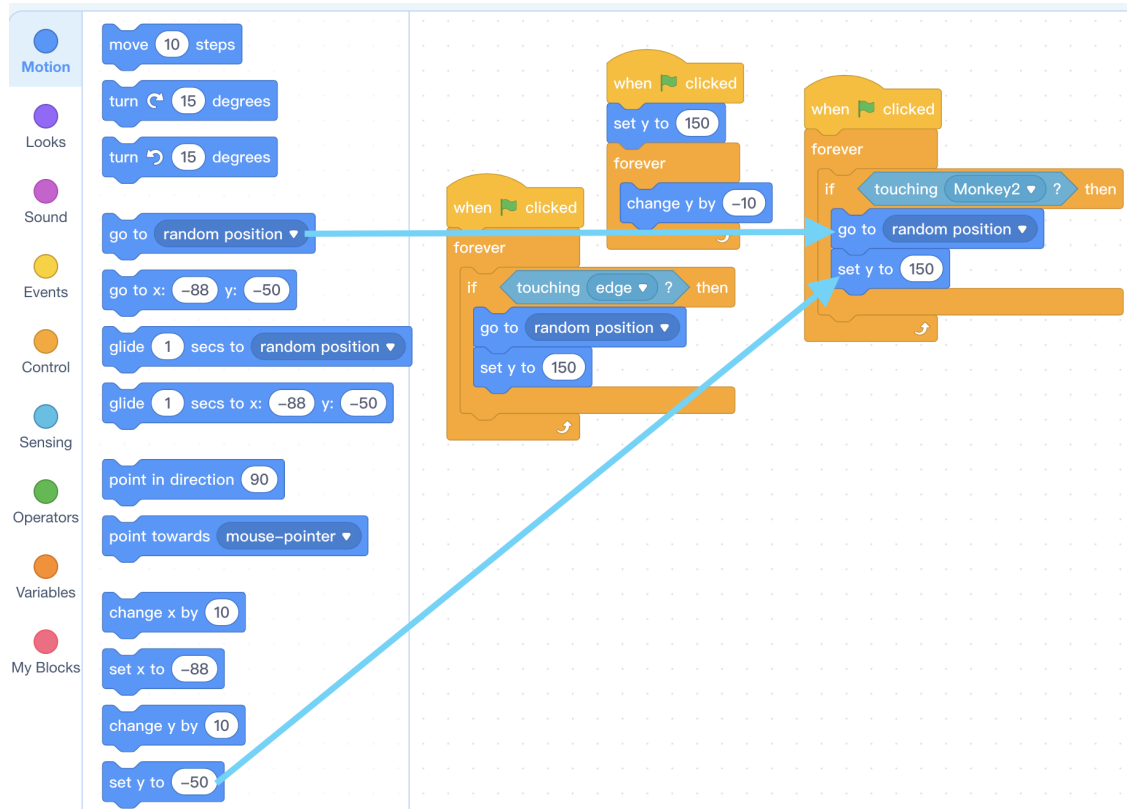 Motion
Looks
Sound
Events
Control
Sensing
Operators
Variables
My Blocks
move 10 steps
turn 15 degrees
turn 15 degrees
go to random position
go to x: −88 y: −50
glide 1 secs to random position
glide 1 secs to x: −88 y: −50
point in direction 90
point towards mouse−pointer
change x by 10
set x to −88
change y by 10
set y to −50
when clicked
forever
if touching edge ? then
go to random position
set y to 150
when clicked
set y to 150
forever
change y by −10
when clicked
forever
if touching Monkey2 ? then
go to random position
set y to 150